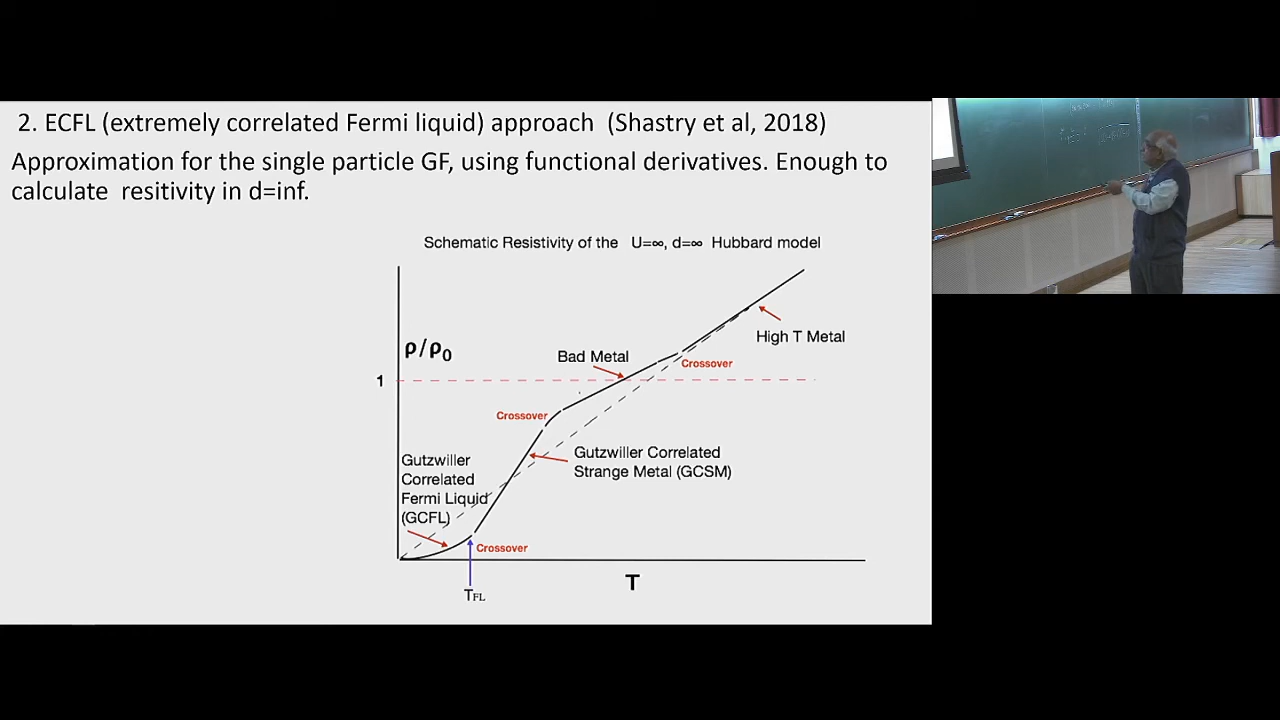 2. ECFL (extremely correlated Fermi liquid) approach (Shastry et al, 2018)
Approximation for the single particle GF, using functional derivatives. Enough to
calculate resitivity in d=inf.
Schematic Resistivity of the U=∞, d=∞ Hubbard model
ρ/ρ0
1
Bad Metal
High T Metal
Crossover
Crossover
Gutzwiller Correlated
Strange Metal (GCSM)
Gutzwiller
Correlated
Fermi Liquid
(GCFL)
Crossover
T
TFL